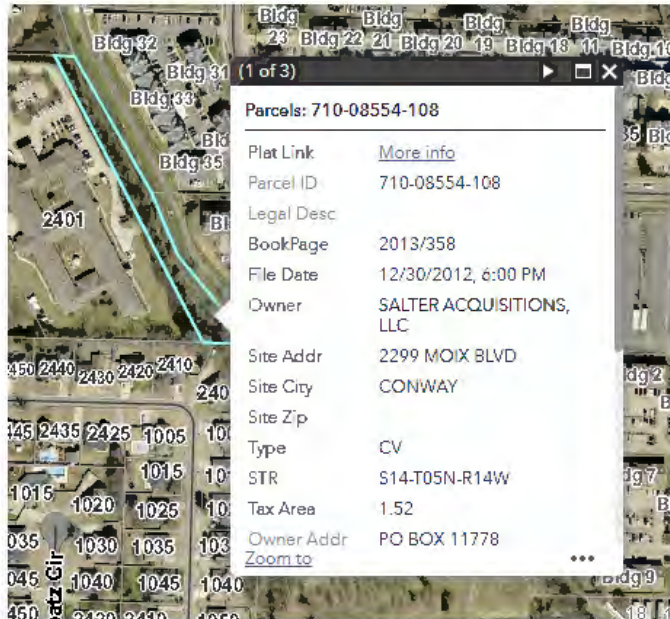 Bldg 32
Bldg 31
Bldg 33
Bldg 35
2401
Bldg 23
Bldg 22
Bldg 21
Bldg 20
Bldg 19
Bldg 18
Bldg 11
(1 of 3)
Parcels: 710-08554-108
Plat Link More info
Parcel ID 710-08554-108
Legal Desc
BookPage 2013/358
File Date 12/30/2012, 6:00 PM
Owner SALTER ACQUISITIONS, LLC
Site Addr 2299 MOIX BLVD
Site City CONWAY
Site Zip
Type CV
STR S14-T05N-R14W
Tax Area 1.52
Owner Addr PO BOX 11778
Zoom to
2440 2430 2420 2410
2435 2425 1005
1015
1015 1020 1025
1030 1035
1040 1045 1040
Bldg 9
18